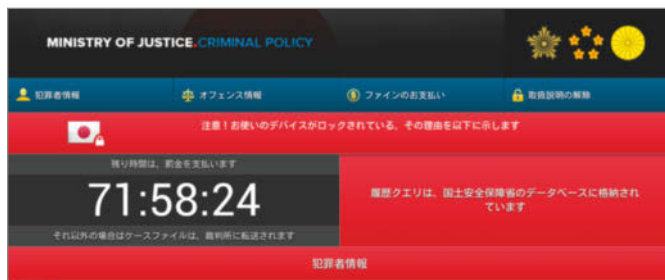 MINISTRY OF JUSTICE.CRIMINAL POLICY
犯罪者情報
オフェンス情報
ファインのお支払い
取扱説明の解除
注意！お使いのデバイスがロックされている、その理由を以下に示します
残り時間は、罰金を支払います
71:58:24
それ以外の場合はケースファイルは、裁判所に転送されます
履歴クエリは、国土安全保障省のデータベースに格納され
ています
犯罪者情報